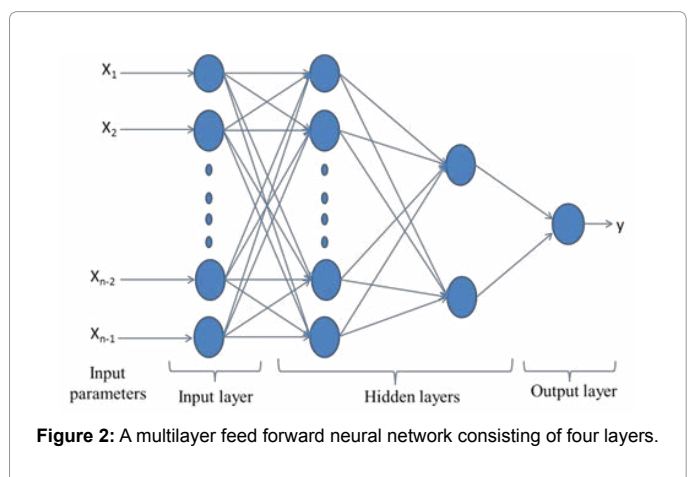 X₁
X₂
Xₙ₋₂
Xₙ₋₁
y
Input parameters
Input layer
Hidden layers
Output layer
Figure 2: A multilayer feed forward neural network consisting of four layers.